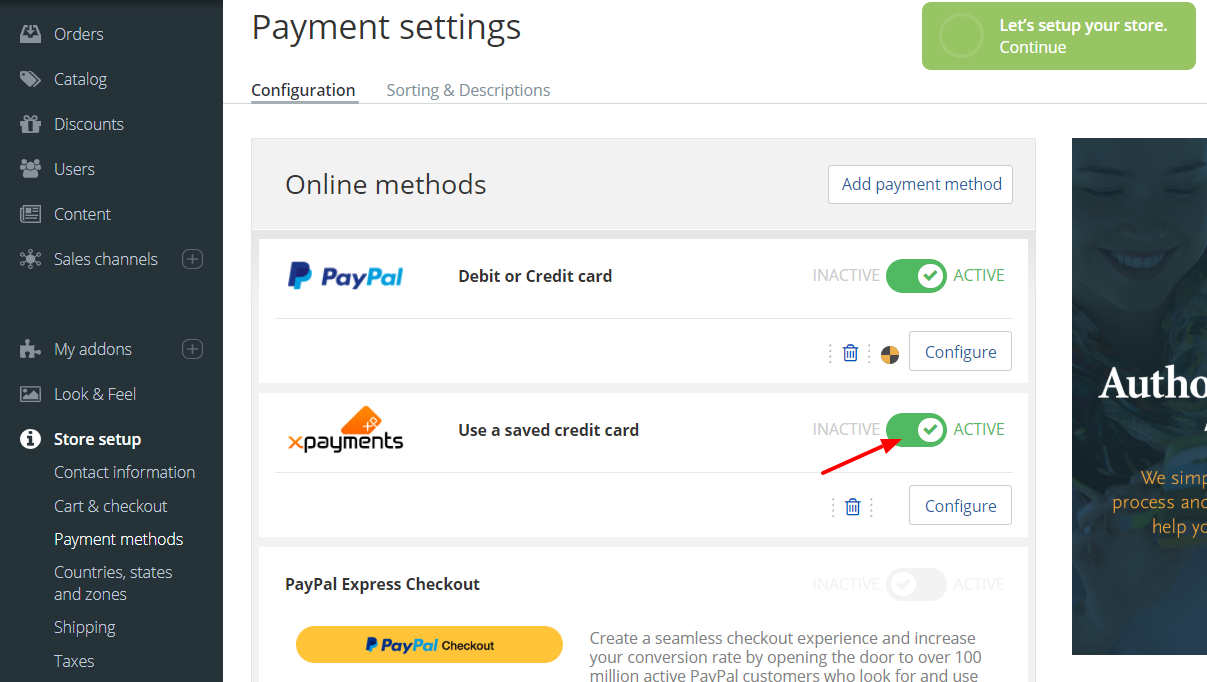 Orders
Catalog
Discounts
Users
Content
Sales channels
My addons
Look & Feel
Store setup
Contact information
Cart & checkout
Payment methods
Countries, states
and zones
Shipping
Taxes
Payment settings
Let's setup your store.
Continue
Configuration
Sorting & Descriptions
Online methods
Add payment method
PayPal
Debit or Credit card
INACTIVE
ACTIVE
Configure
xpayments
Use a saved credit card
INACTIVE
ACTIVE
Configure
PayPal Express Checkout
INACTIVE
ACTIVE
PayPal Checkout
Create a seamless checkout experience and increase
your conversion rate by opening the door to over 100
million active PayPal customers who look for and use
Autho
We simp
process and
help yo